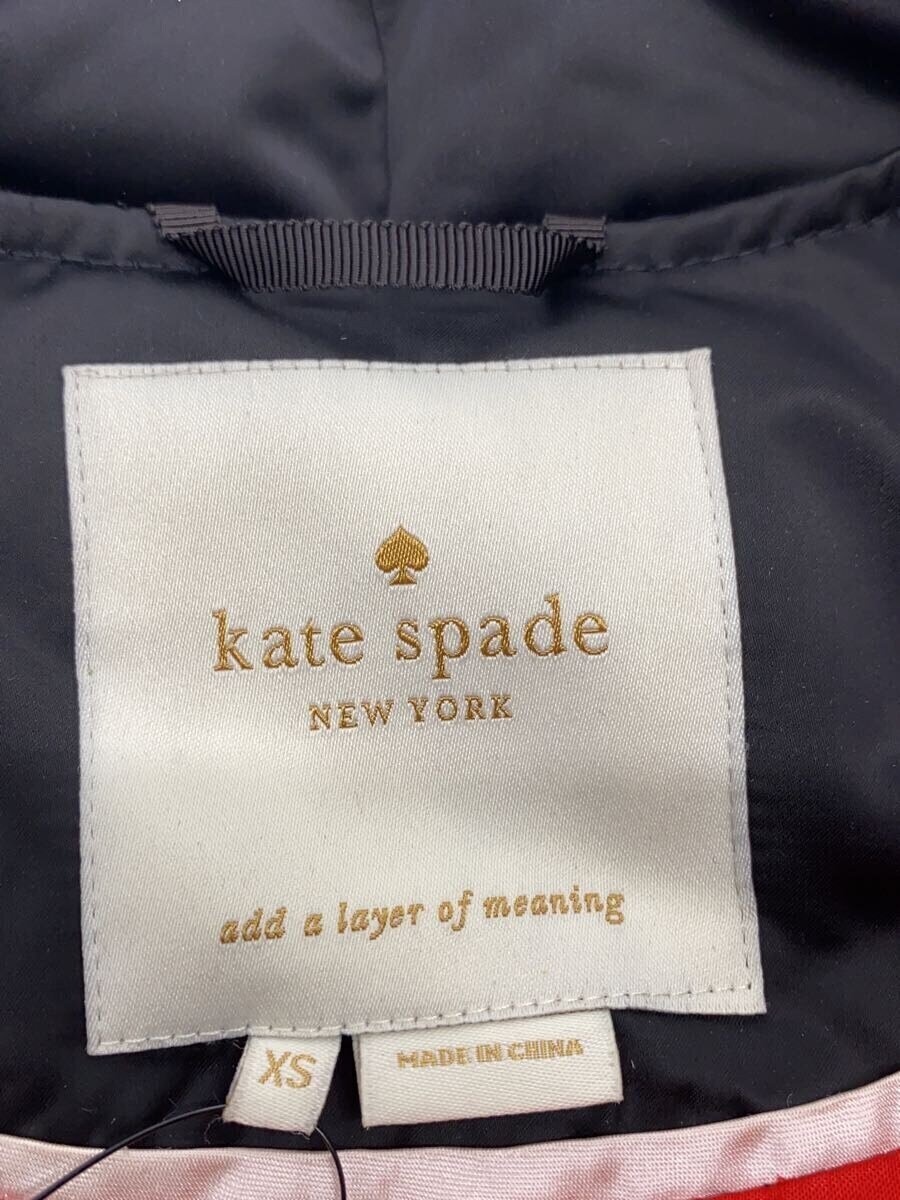 kate spade
NEW YORK
add a layer of meaning
XS
MADE IN CHINA